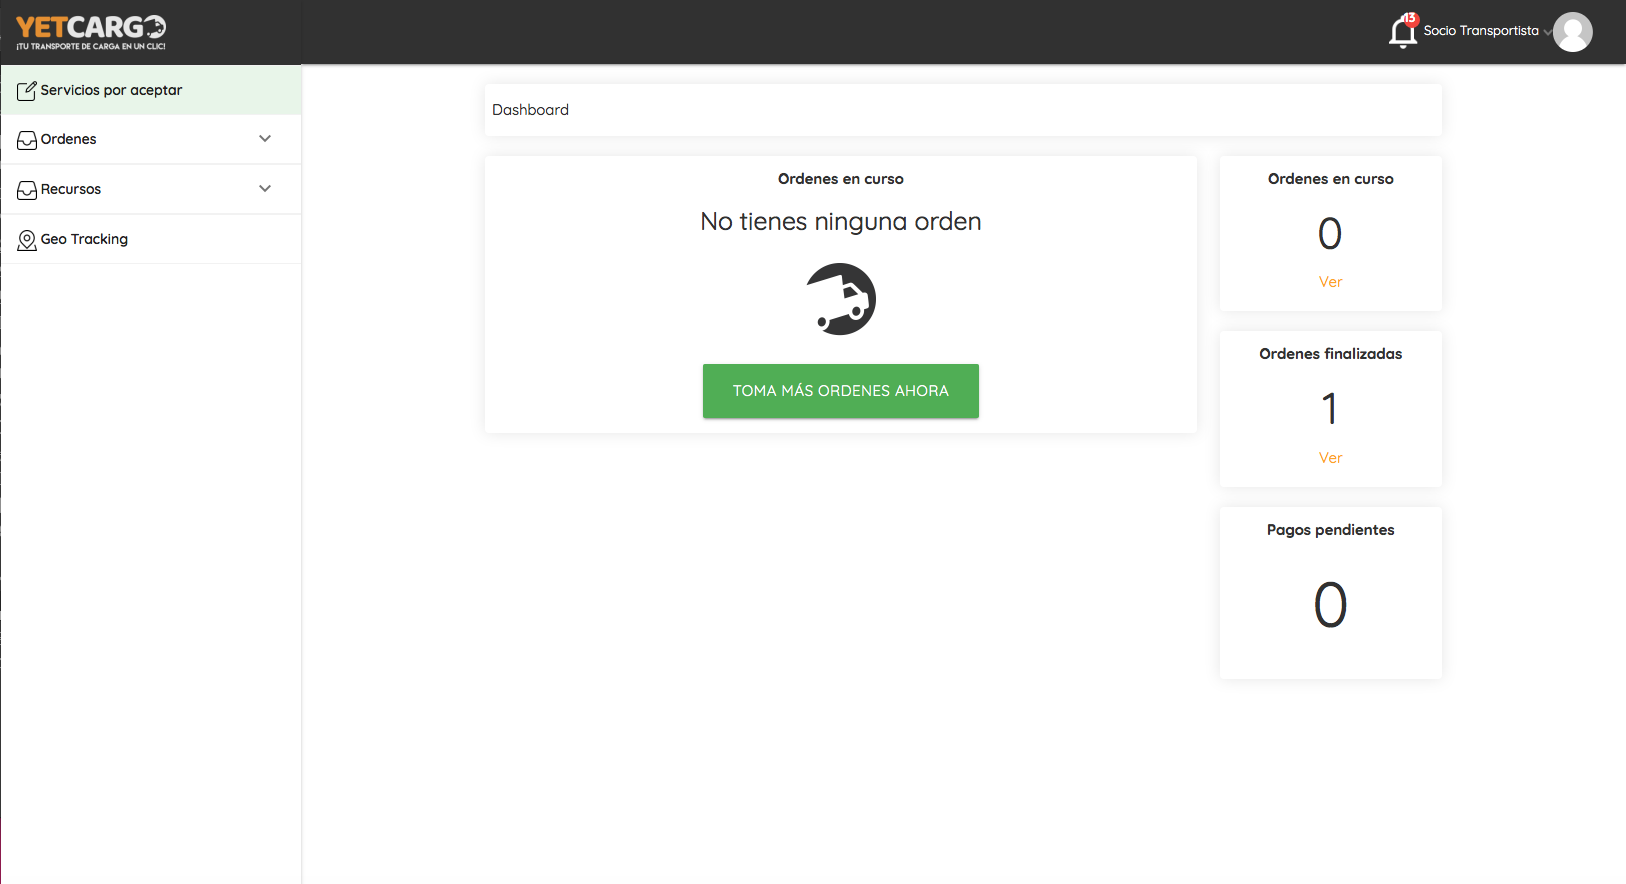 YETCARGO
¡TU TRANSPORTE DE CARGA EN UN CLIC!
13
Socio Transportista
Servicios por aceptar
Ordenes
Recursos
Geo Tracking
Dashboard
Ordenes en curso
No tienes ninguna orden
TOMA MÁS ORDENES AHORA
Ordenes en curso
0
Ver
Ordenes finalizadas
1
Ver
Pagos pendientes
0